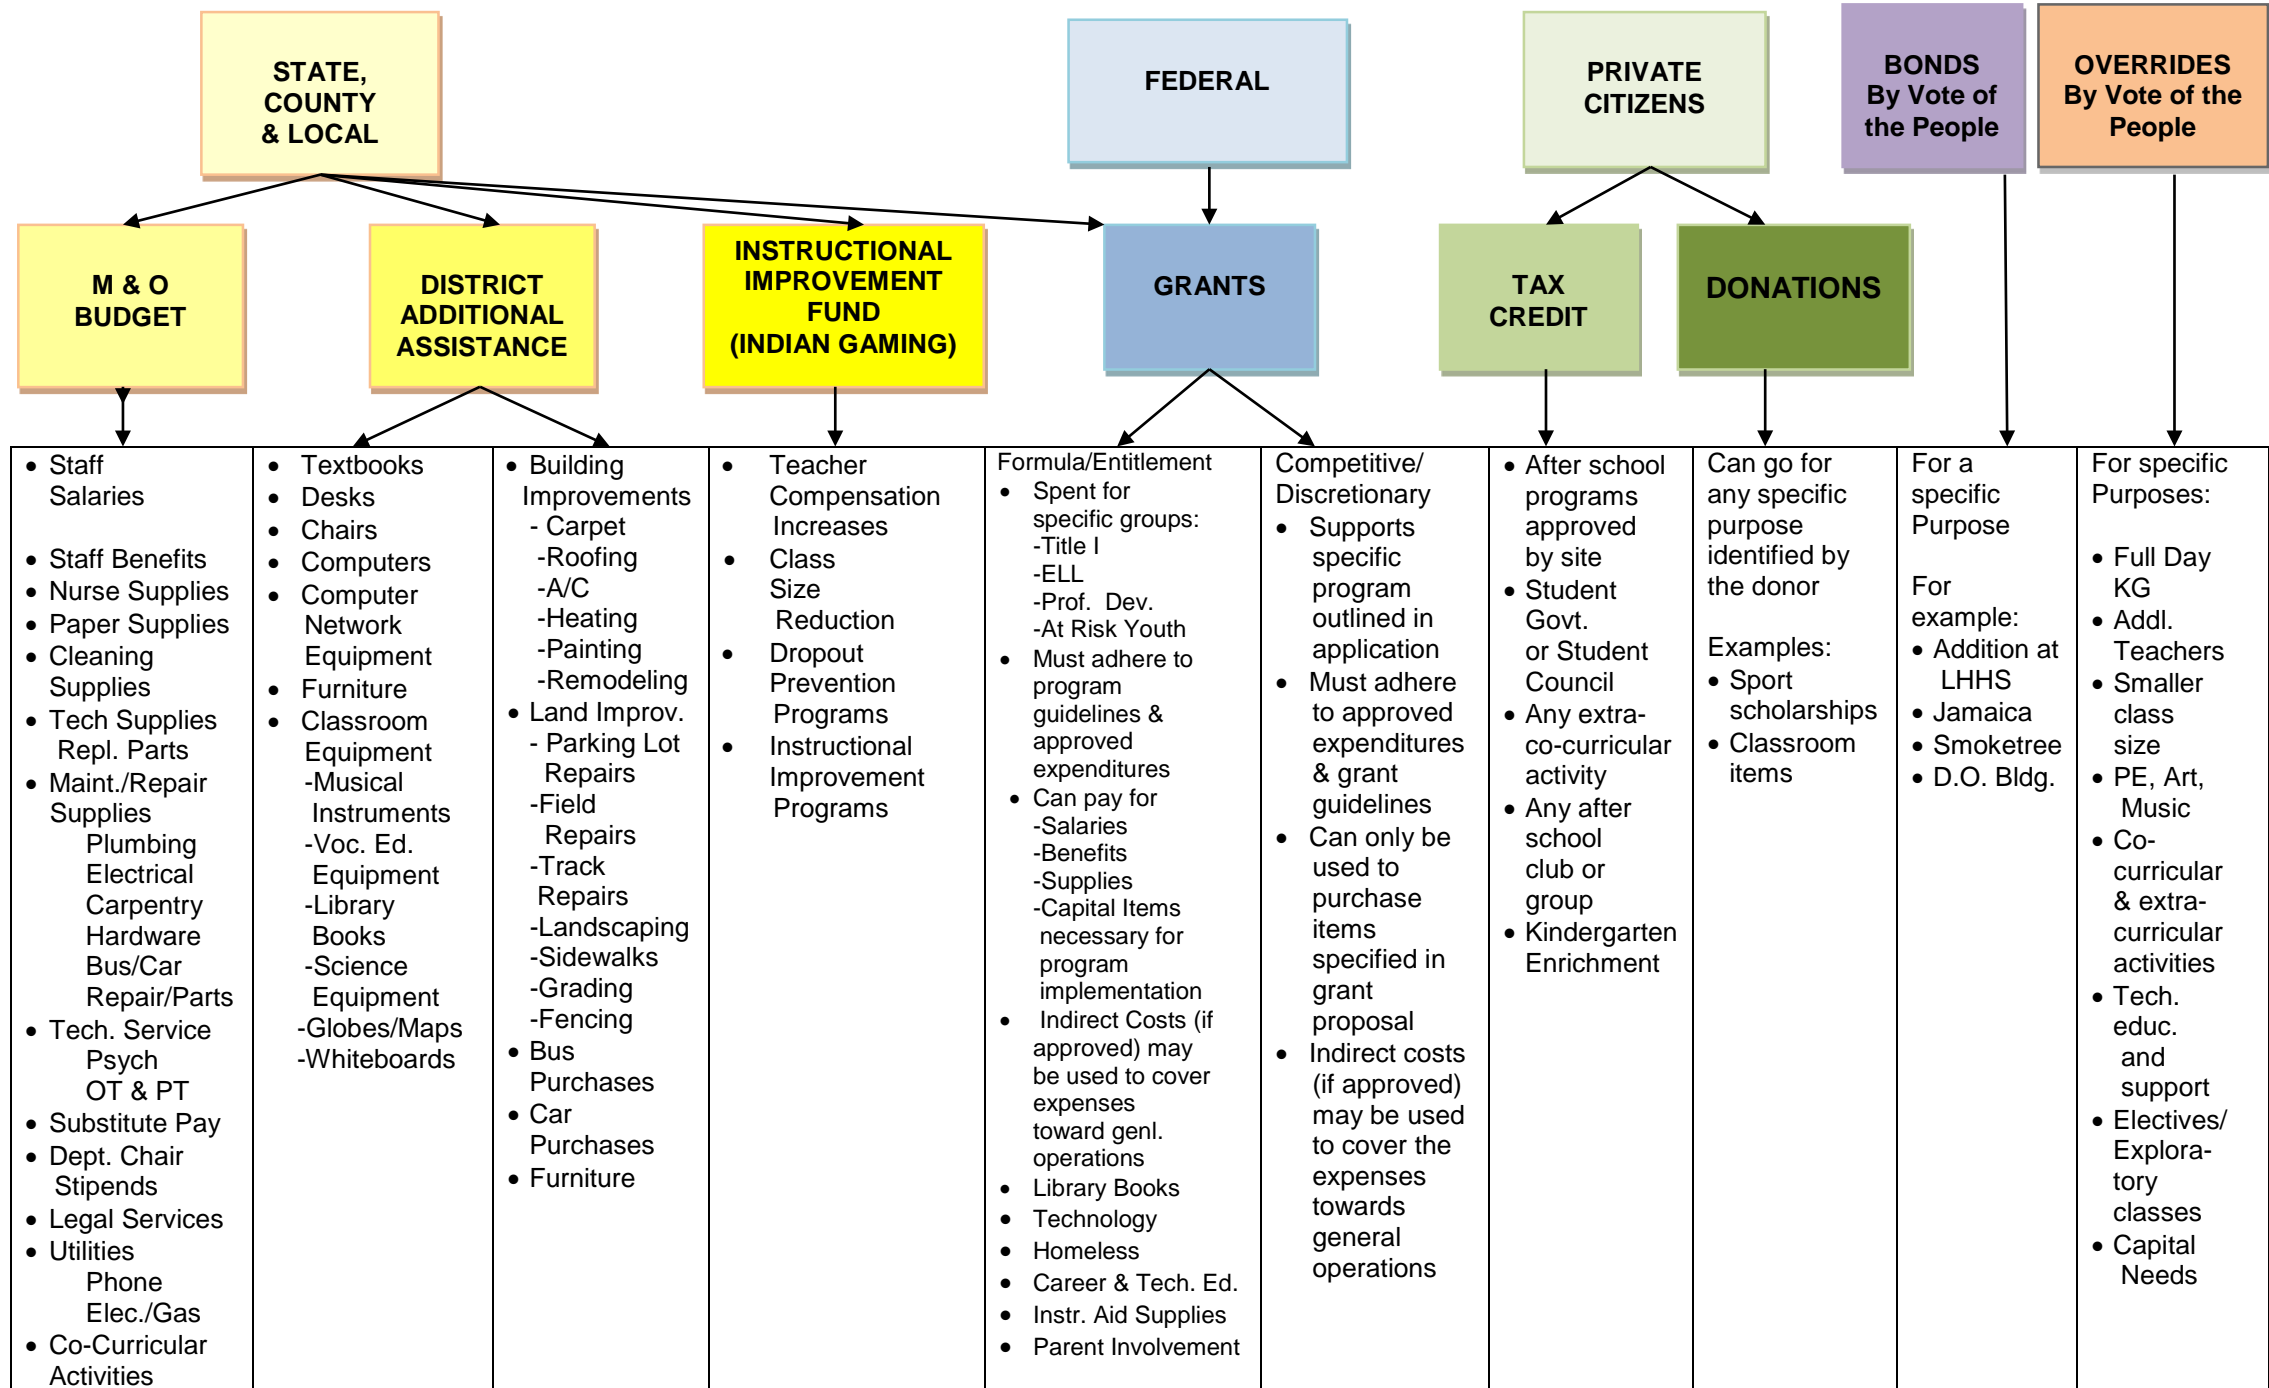 STATE,
COUNTY
& LOCAL
FEDERAL
PRIVATE
CITIZENS
BONDS
By Vote of
the People
OVERRIDES
By Vote of the
People
M & O
BUDGET
DISTRICT
ADDITIONAL
ASSISTANCE
INSTRUCTIONAL
IMPROVEMENT
FUND
(INDIAN GAMING)
GRANTS
TAX
CREDIT
DONATIONS
• Staff
Salaries
• Staff Benefits
• Nurse Supplies
• Paper Supplies
• Cleaning
Supplies
• Tech Supplies
Repl. Parts
• Maint./Repair
Supplies
Plumbing
Electrical
Carpentry
Hardware
Bus/Car
Repair/Parts
• Tech. Service
Psych
OT & PT
• Substitute Pay
• Dept. Chair
Stipends
• Legal Services
• Utilities
Phone
Elec./Gas
• Co-Curricular
Activities
• Textbooks
• Desks
• Chairs
• Computers
• Computer
Network
Equipment
• Furniture
• Classroom
Equipment
-Musical
Instruments
-Voc. Ed.
Equipment
-Library
Books
-Science
Equipment
-Globes/Maps
-Whiteboards
• Building
Improvements
- Carpet
-Roofing
-A/C
-Heating
-Painting
-Remodeling
• Land Improv.
- Parking Lot
Repairs
-Field
Repairs
-Track
Repairs
-Landscaping
-Sidewalks
-Grading
-Fencing
• Bus
Purchases
• Car
Purchases
• Furniture
• Teacher
Compensation
Increases
• Class
Size
Reduction
• Dropout
Prevention
Programs
• Instructional
Improvement
Programs
Formula/Entitlement
• Spent for
specific groups:
-Title I
-ELL
-Prof. Dev.
-At Risk Youth
• Must adhere to
program
guidelines &
approved
expenditures
• Can pay for
-Salaries
-Benefits
-Supplies
-Capital Items
necessary for
program
implementation
• Indirect Costs (if
approved) may
be used to cover
expenses
toward genl.
operations
• Library Books
• Technology
• Homeless
• Career & Tech. Ed.
• Instr. Aid Supplies
• Parent Involvement
Competitive/
Discretionary
• Supports
specific
program
outlined in
application
• Must adhere
to approved
expenditures
& grant
guidelines
• Can only be
used to
purchase
items
specified in
grant
proposal
• Indirect costs
(if approved)
may be used
to cover the
expenses
towards
general
operations
• After school
programs
approved
by site
• Student
Govt.
or Student
Council
• Any extra-
co-curricular
activity
• Any after
school
club or
group
• Kindergarten
Enrichment
Can go for
any specific
purpose
identified by
the donor
Examples:
• Sport
scholarships
• Classroom
items
For a
specific
Purpose
For
example:
• Addition at
LHHS
• Jamaica
• Smoketree
• D.O. Bldg.
For specific
Purposes:
• Full Day
KG
• Addl.
Teachers
• Smaller
class
size
• PE, Art,
Music
• Co-
curricular
& extra-
curricular
activities
• Tech.
educ.
and
support
• Electives/
Explora-
tory
classes
• Capital
Needs